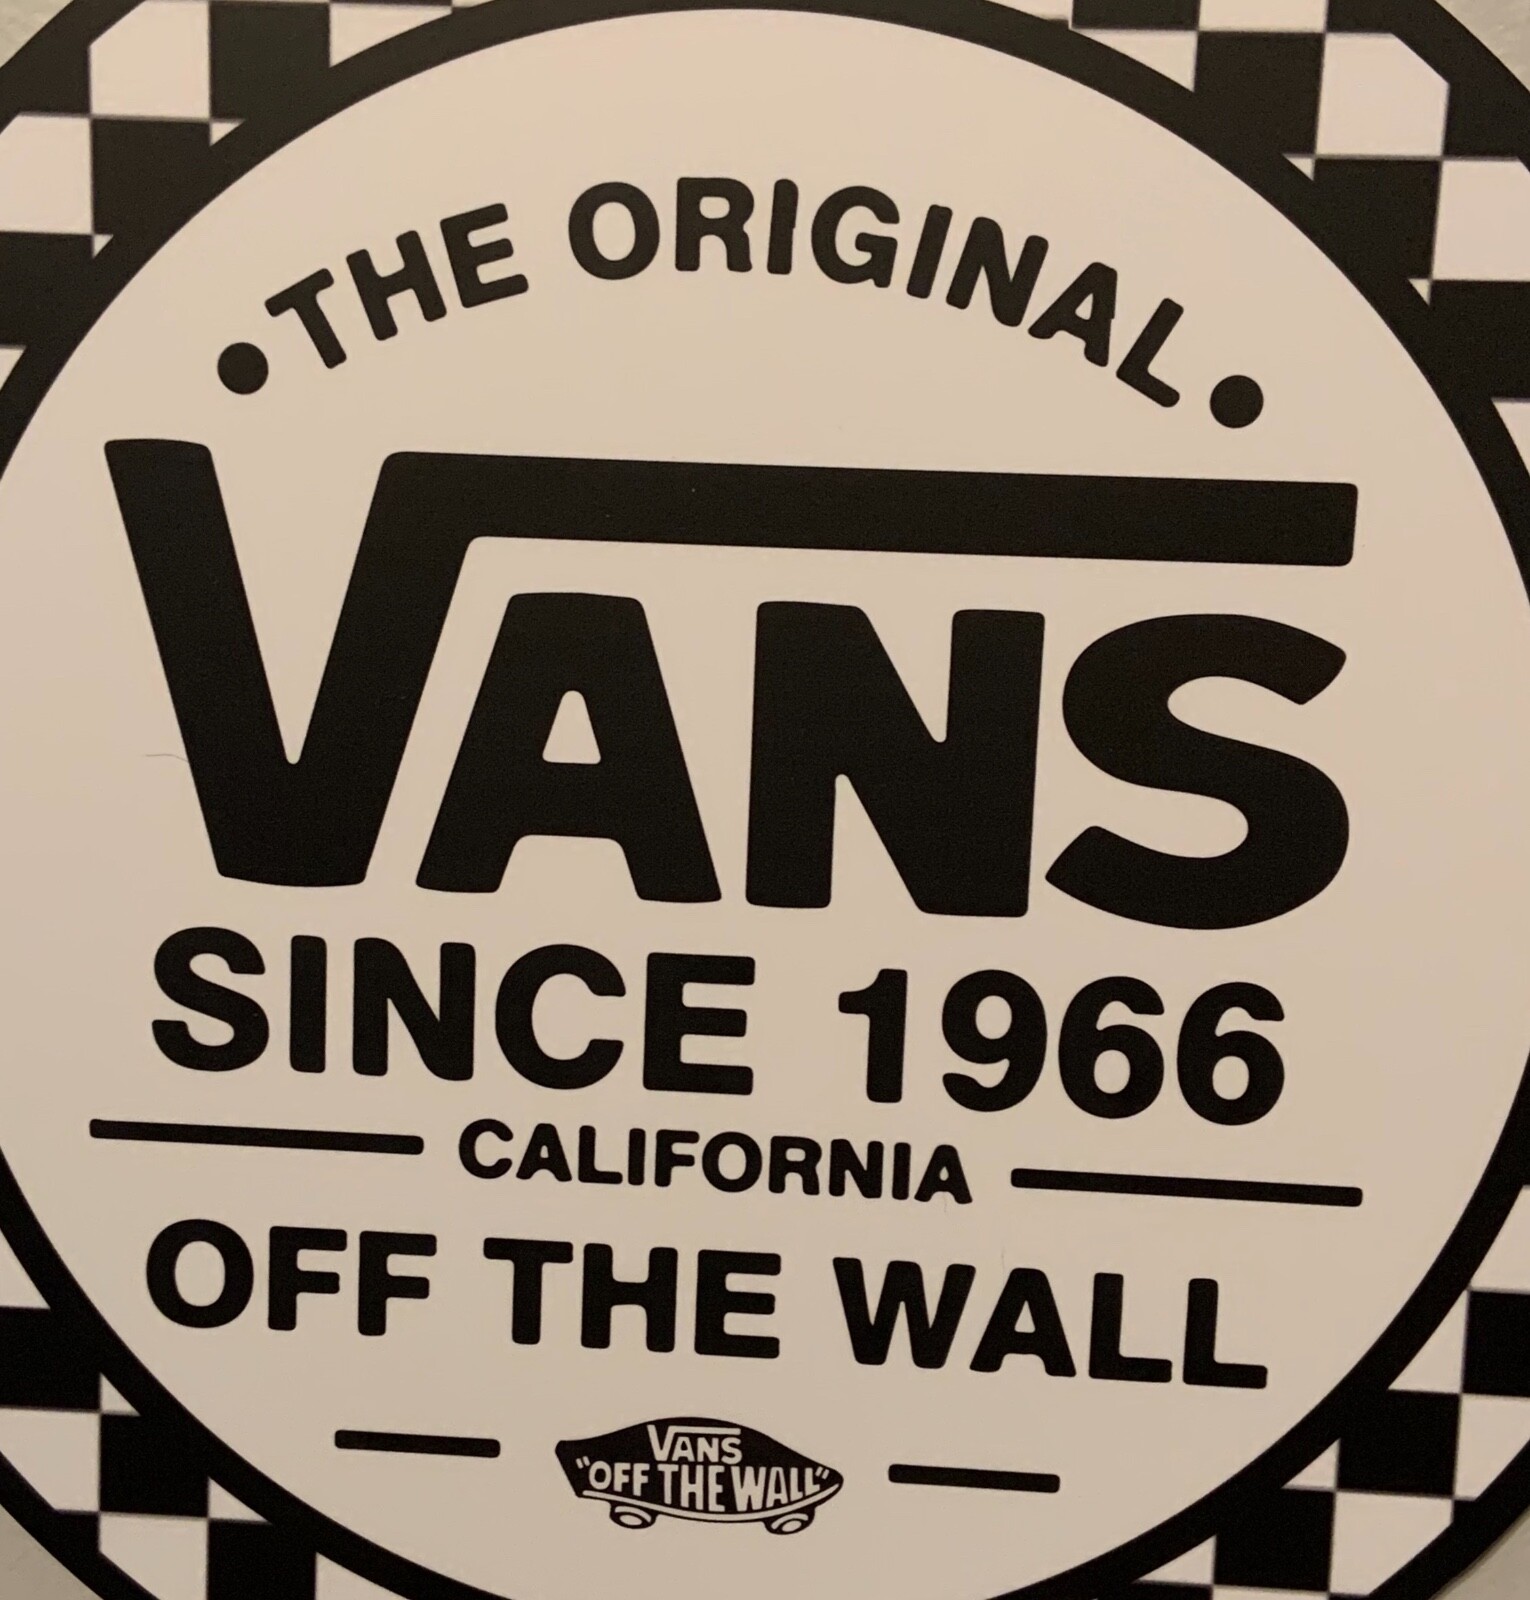 • THE ORIGINAL •
VANS
SINCE 1966
CALIFORNIA
OFF THE WALL
VANS
"OFF THE WALL"